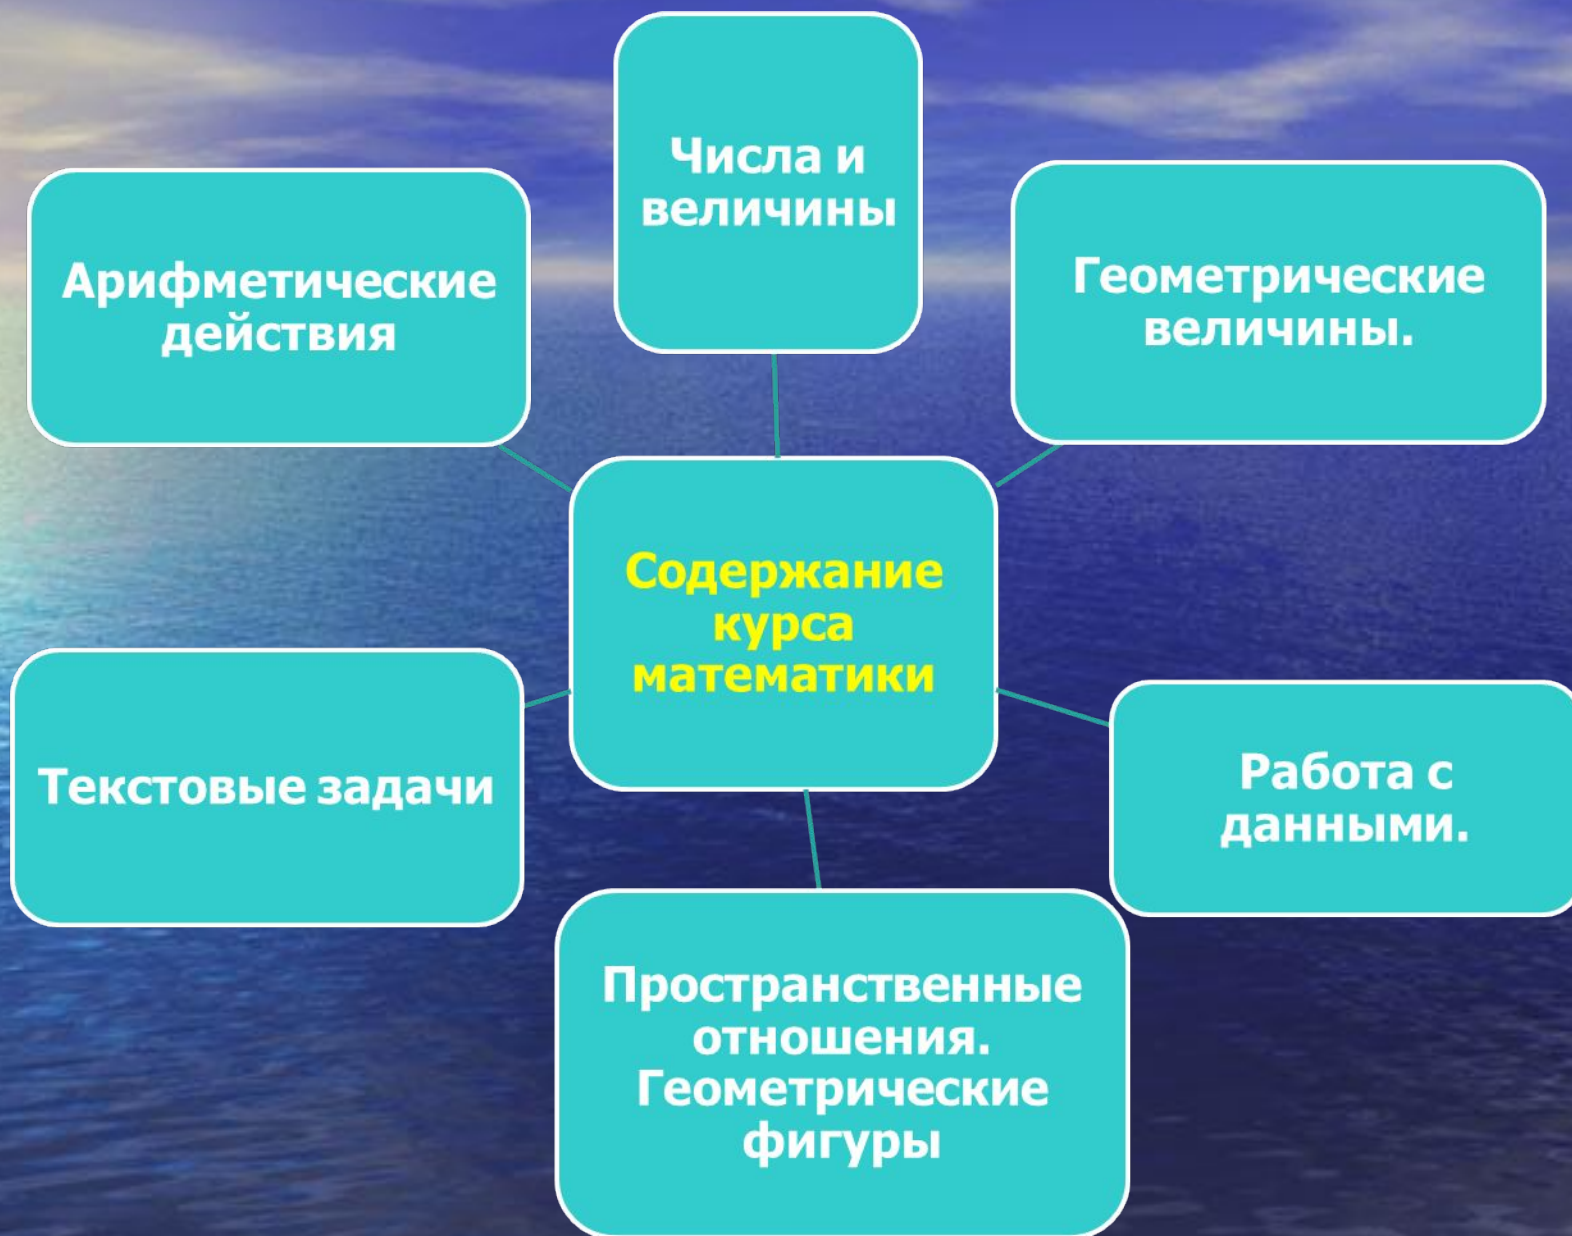 Числа и
величины
Арифметические
действия
Геометрические
величины.
Содержание
курса
математики
Текстовые задачи
Работа с
данными.
Пространственные
отношения.
Геометрические
фигуры